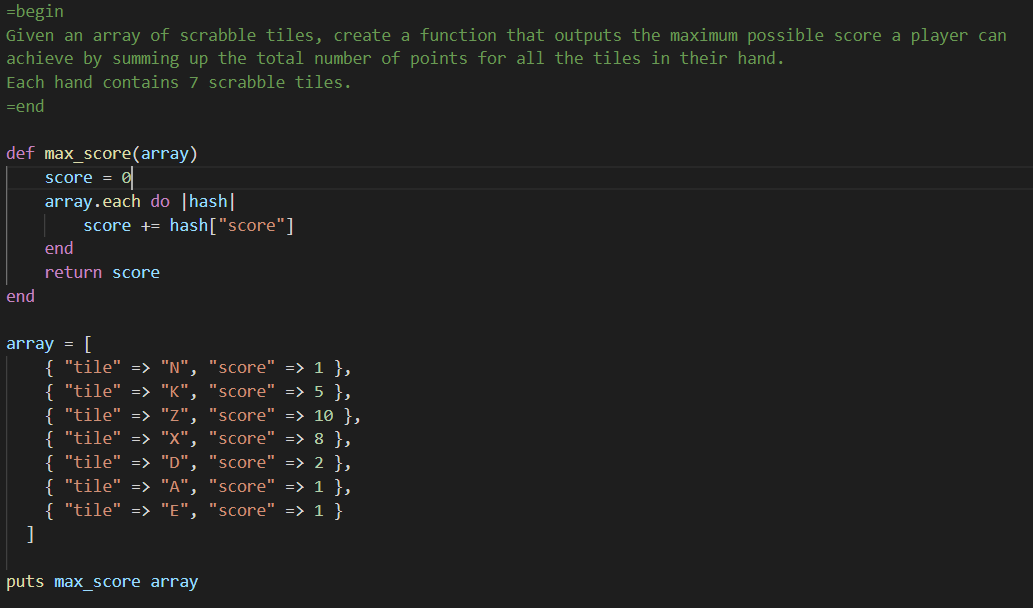 =begin
Given an array of scrabble tiles, create a function that outputs the maximum possible score a player can
achieve by summing up the total number of points for all the tiles in their hand.
Each hand contains 7 scrabble tiles.
=end

def max_score(array)
    score = 0
    array.each do |hash|
        score += hash["score"]
    end
    return score
end

array = [
    { "tile" => "N", "score" => 1 },
    { "tile" => "K", "score" => 5 },
    { "tile" => "Z", "score" => 10 },
    { "tile" => "X", "score" => 8 },
    { "tile" => "D", "score" => 2 },
    { "tile" => "A", "score" => 1 },
    { "tile" => "E", "score" => 1 }
  ]

puts max_score array